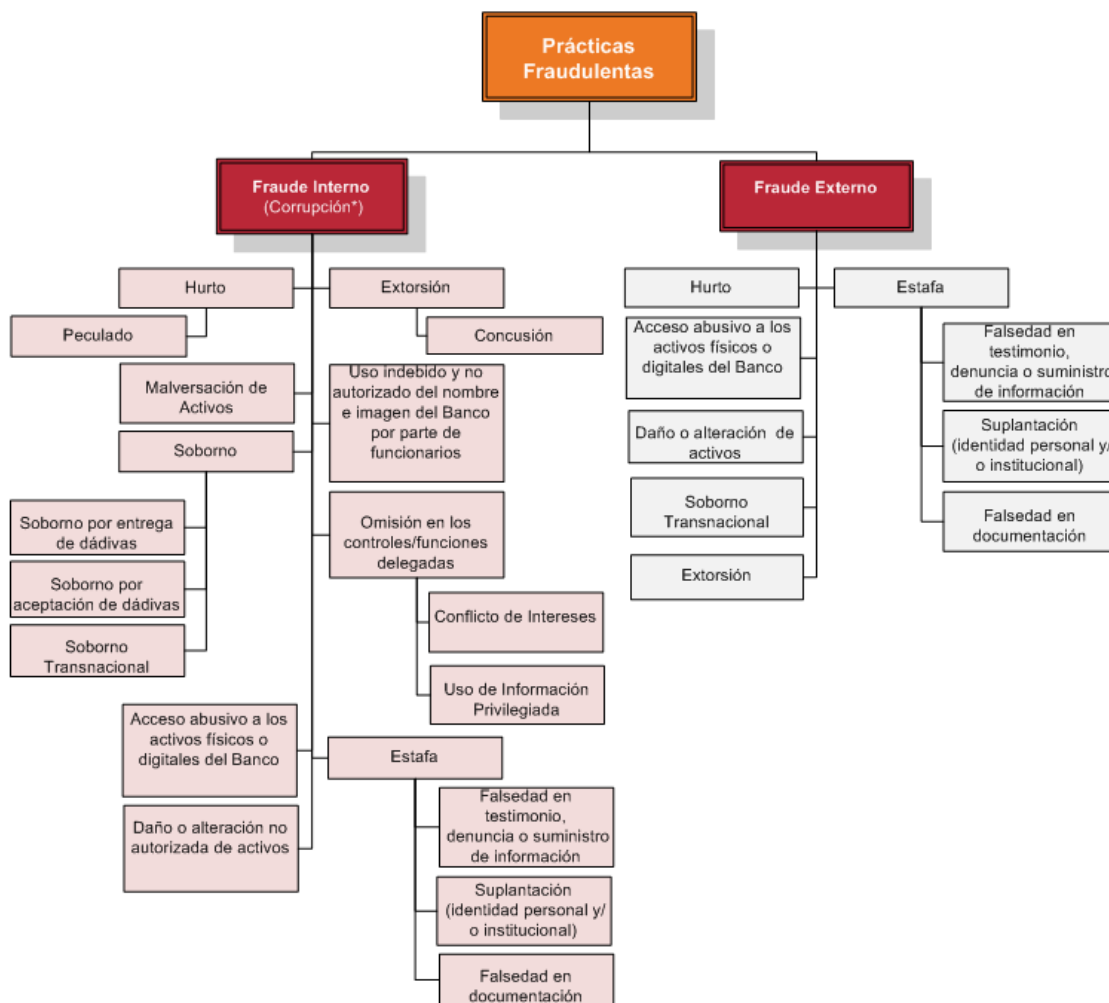 Prácticas
Fraudulentas
Fraude Interno
(Corrupción*)
Hurto
Extorsión
Peculado
Concusión
Malversación de
Activos
Uso indebido y no
autorizado del nombre
e imagen del Banco
por parte de
funcionarios
Soborno
Soborno por entrega
de dádivas
Soborno por
aceptación de dádivas
Soborno
Transnacional
Omisión en los
controles/funciones
delegadas
Conflicto de Intereses
Uso de Información
Privilegiada
Acceso abusivo a los
activos físicos o
digitales del Banco
Daño o alteración no
autorizada de activos
Estafa
Falsedad en
testimonio,
denuncia o suministro
de información
Suplantación
(identidad personal y/
o institucional)
Falsedad en
documentación
Fraude Externo
Hurto
Estafa
Acceso abusivo a los
activos físicos o
digitales del Banco
Daño o alteración de
activos
Soborno
Transnacional
Extorsión
Falsedad en
testimonio,
denuncia o suministro
de información
Suplantación
(identidad personal y/
o institucional)
Falsedad en
documentación